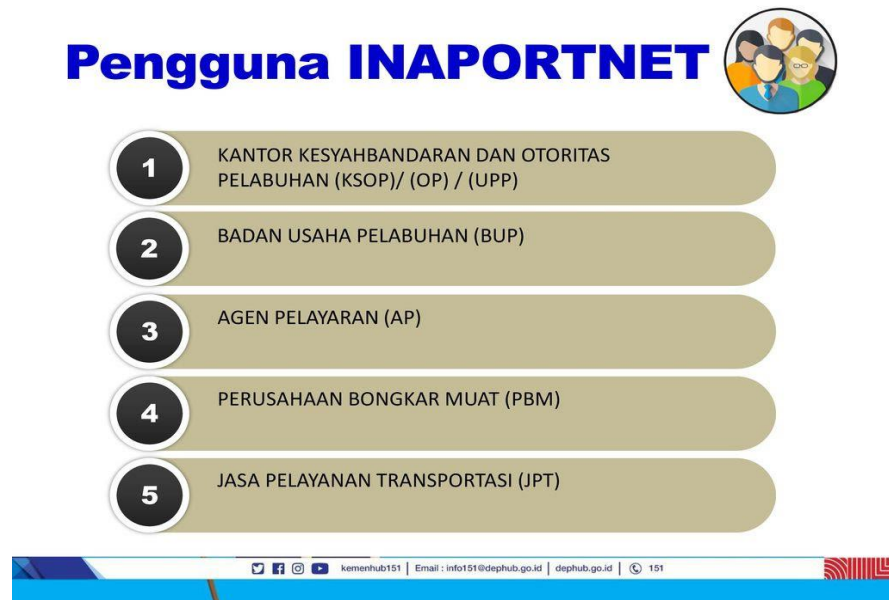 Pengguna INAPORTNET
1
KANTOR KESYAHBANDARAN DAN OTORITAS
PELABUHAN (KSOP)/ (OP) / (UPP)
2
BADAN USAHA PELABUHAN (BUP)
3
AGEN PELAYARAN (AP)
4
PERUSAHAAN BONGKAR MUAT (PBM)
5
JASA PELAYANAN TRANSPORTASI (JPT)
kemenhub151 | Email : info151@dephub.go.id | dephub.go.id | 151